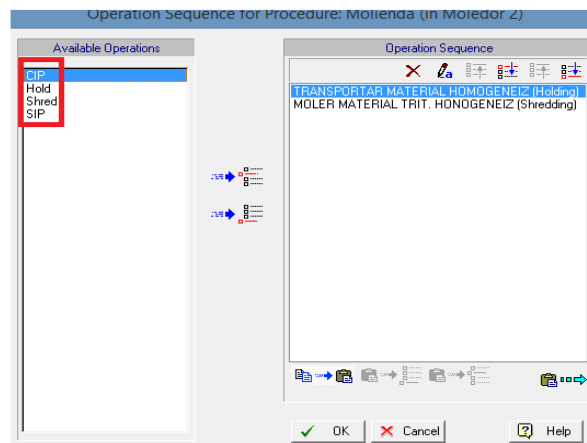 Operation Sequence for Procedure: Molienda (in Moledor 2)
Available Operations
CIP
Hold
Shred
SIP
Operation Sequence
TRANSPORTAR MATERIAL HOMOGENEIZ (Holding)
MOLER MATERIAL TRIT. HONOGENEIZ (Shredding)
OK
Cancel
Help